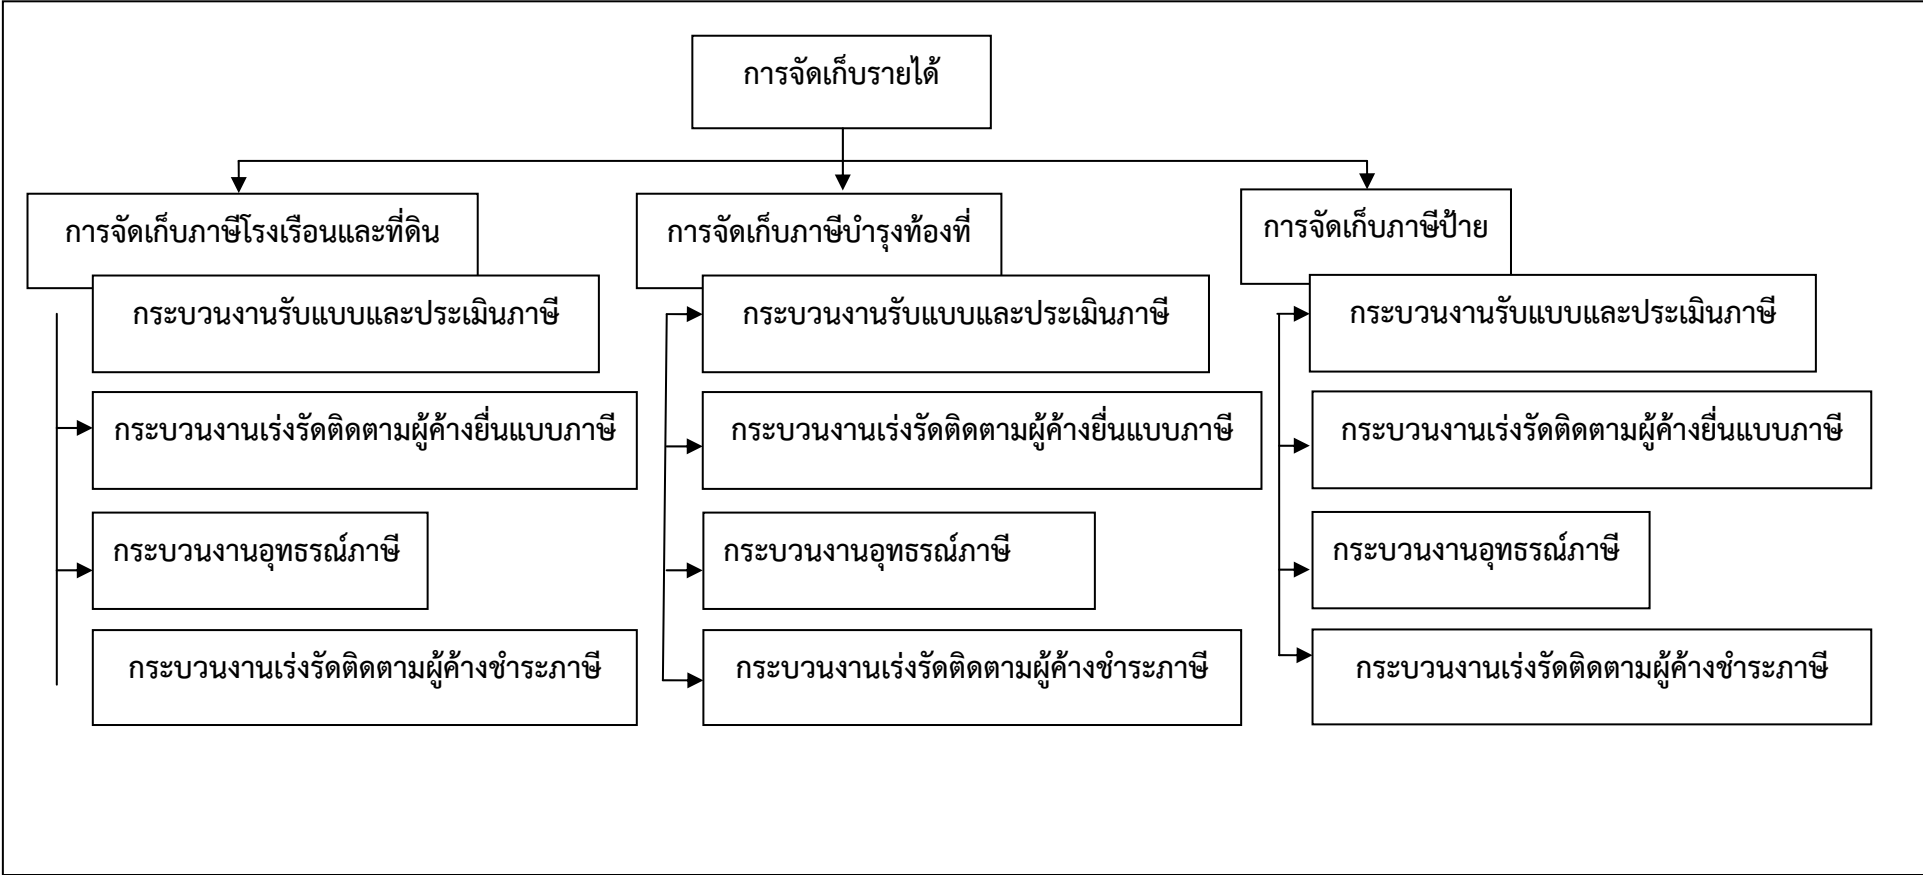 การจัดเก็บรายได้
การจัดเก็บภาษีโรงเรือนและที่ดิน
กระบวนงานรับแบบและประเมินภาษี
กระบวนงานเร่งรัดติดตามผู้ค้างยื่นแบบภาษี
กระบวนงานอุทธรณ์ภาษี
กระบวนงานเร่งรัดติดตามผู้ค้างชำระภาษี
การจัดเก็บภาษีบำรุงท้องที่
กระบวนงานรับแบบและประเมินภาษี
กระบวนงานเร่งรัดติดตามผู้ค้างยื่นแบบภาษี
กระบวนงานอุทธรณ์ภาษี
กระบวนงานเร่งรัดติดตามผู้ค้างชำระภาษี
การจัดเก็บภาษีป้าย
กระบวนงานรับแบบและประเมินภาษี
กระบวนงานเร่งรัดติดตามผู้ค้างยื่นแบบภาษี
กระบวนงานอุทธรณ์ภาษี
กระบวนงานเร่งรัดติดตามผู้ค้างชำระภาษี